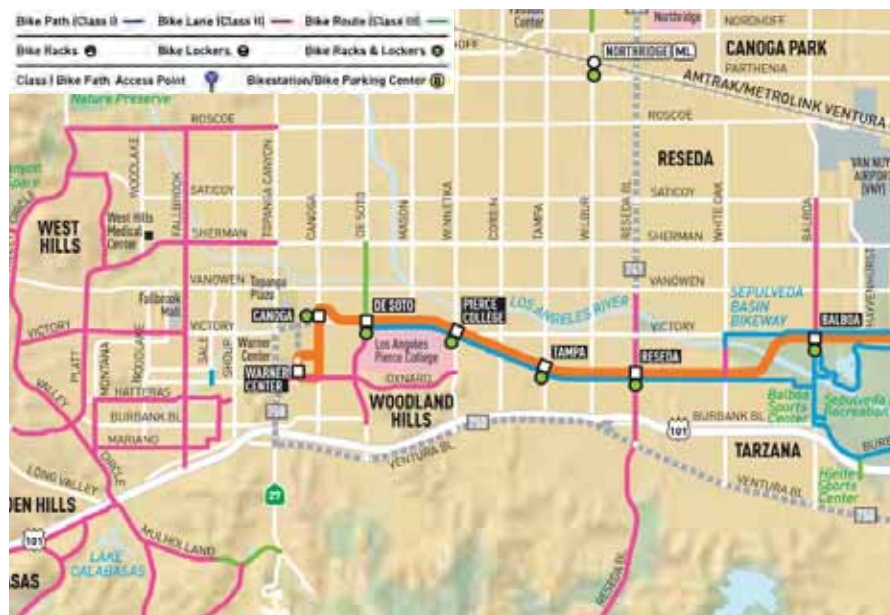 Bike Path (Class I)
Bike Lane (Class II)
Bike Route (Class III)
Bike Racks
Bike Lockers
Bike Racks & Lockers
Class I Bike Path Access Point
Bikestation/Bike Parking Center
Center
Northridge
NORDHOFF
NORDHOFF
NORTHRIDGE ML
CANOGA PARK
PARTHENIA
AMTRAK/METROLINK VENTURA
Nature Preserve
ROSCOE
ROSCOE
RESEDA
WOODLAKE
FALLBROOK
TOPANGA CANYON
CANOGA
DE SOTO
MASON
WINNETKA
CORBIN
TAMPA
WILBUR
RESEDA BL
WHITE OAK
BALBOA
VAN NUYS
AIRPORT
(VNY)
SATICOY
SATICOY
WEST
HILLS
West Hills
Medical
Center
SHERMAN
SHERMAN
VANOWEN
VANOWEN
Topanga
Plaza
Fallbrook
Mall
LOS ANGELES RIVER
SEPULVEDA
BASIN
BIKEWAY
HAYVENHURST
CANOGA
DE SOTO
PIERCE
COLLEGE
VICTORY
VICTORY
VICTORY
BALBOA
PLATT
MONTANA
WOODLAKE
SALE
SHOUP
Warner
Center
Los Angeles
Pierce College
WARNER
CENTER
OXNARD
TAMPA
RESEDA
HATTERAS
BURBANK BL
MARIANO
WOODLAND
HILLS
BURBANK BL
101
Balboa
Sports
Center
Sepulveda
Recreation
TARZANA
VENTURA BL
VENTURA BL
VALLEY
CIRCLE
LONG VALLEY
27
Hjelte
Sports
Center
DEN HILLS
101
MULHOLLAND
LAKE
CALABASAS
SAS
RESEDA BL